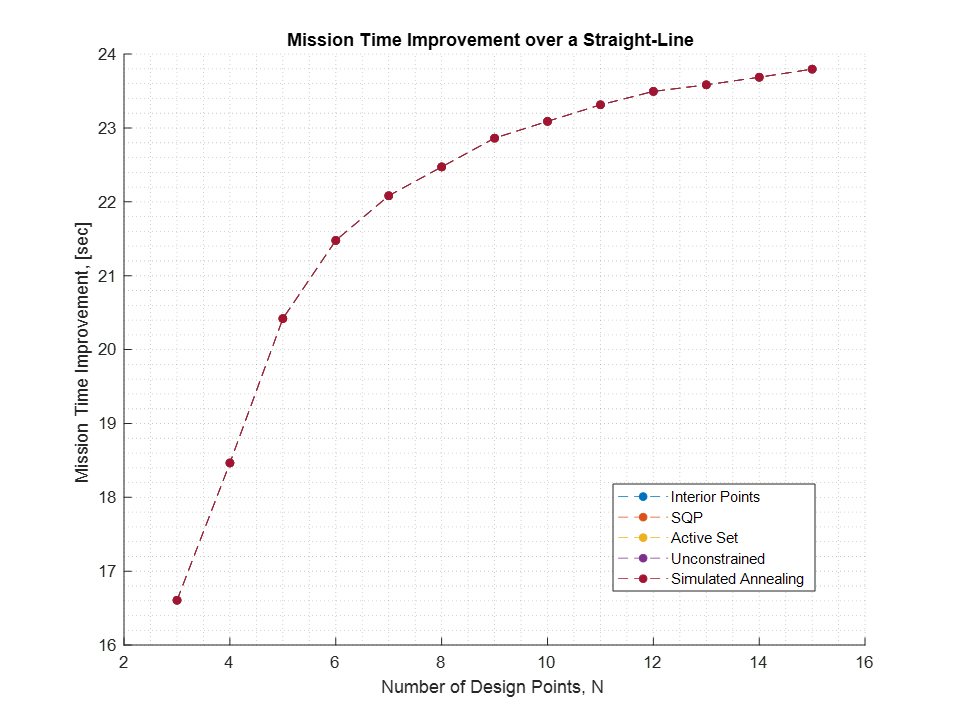 Mission Time Improvement over a Straight-Line
24
23
22
21
20
19
18
17
16
Mission Time Improvement, [sec]
2 4 6 8 10 12 14 16
Number of Design Points, N
Interior Points
SQP
Active Set
Unconstrained
Simulated Annealing